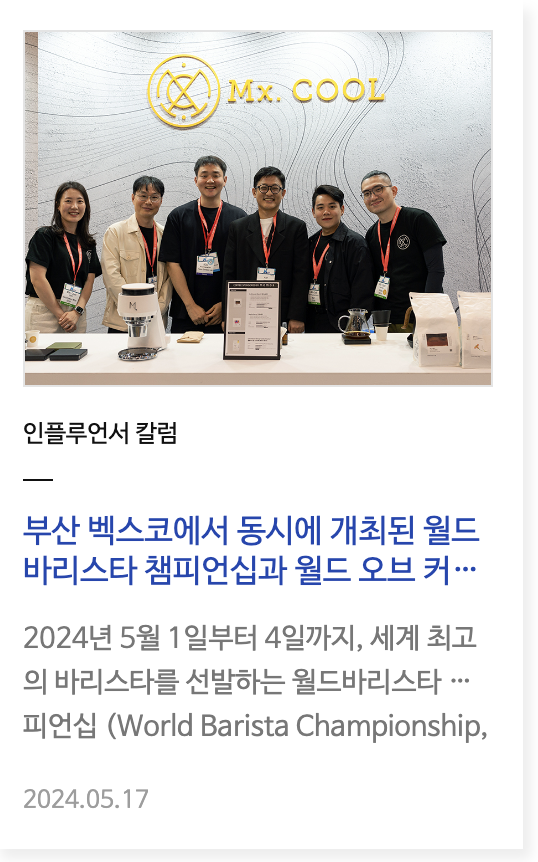 Mx. COOL
인플루언서 칼럼
부산 벡스코에서 동시에 개최된 월드
바리스타 챔피언십과 월드 오브 커…
2024년 5월 1일부터 4일까지, 세계 최고
의 바리스타를 선발하는 월드바리스타 …
피언십 (World Barista Championship,
2024.05.17